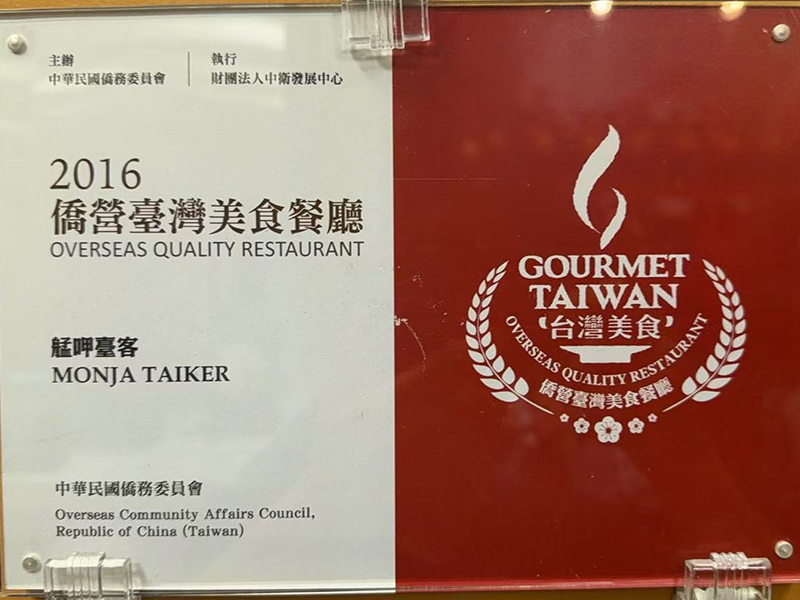 主辦
中華民國僑務委員會
執行
財團法人中衛發展中心
2016
僑營臺灣美食餐廳
OVERSEAS QUALITY RESTAURANT
艋呷臺客
MONJA TAIKER
中華民國僑務委員會
Overseas Community Affairs Council,
Republic of China (Taiwan)
GOURMET
TAIWAN
台灣美食
OVERSEAS QUALITY RESTAURANT
僑營臺灣美食餐廳